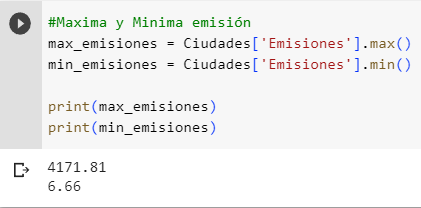 #Maxima y Minima emisión
max_emisiones = Ciudades['Emisiones'].max()
min_emisiones = Ciudades['Emisiones'].min()
print(max_emisiones)
print(min_emisiones)
4171.81
6.66